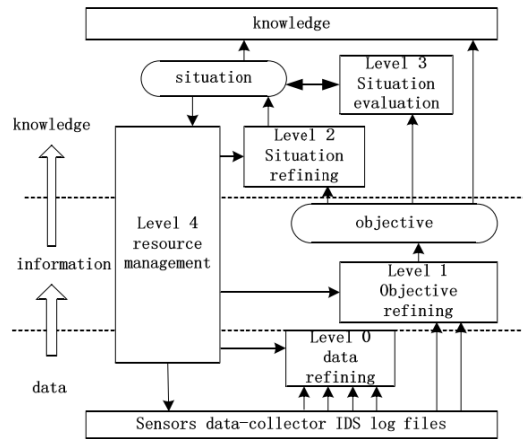 knowledge
situation
Level 3
Situation
evaluation
knowledge
Level 2
Situation
refining
Level 4
resource
management
objective
information
Level 1
Objective
refining
Level 0
data
refining
data
Sensors data-collector IDS log files